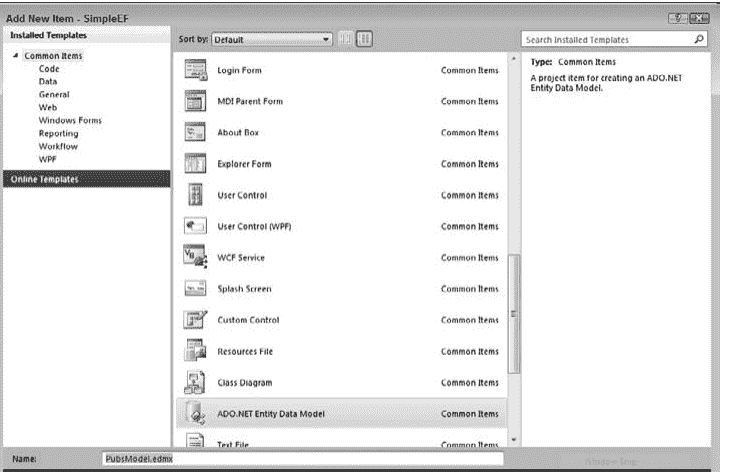 Add New Item - SimpleEF
Installed Templates
Sort by: Default
Search Installed Templates
Common Items
Code
Data
General
Web
Windows Forms
Reporting
Workflow
WPF
Online Templates
Login Form Common Items
MDI Parent Form Common Items
About Box Common Items
Explorer Form Common Items
User Control Common Items
User Control (WPF) Common Items
WCF Service Common Items
Splash Screen Common Items
Custom Control Common Items
Resources File Common Items
Class Diagram Common Items
ADO.NET Entity Data Model Common Items
Text File Common Items
Type: Common Items
A project item for creating an ADO.NET
Entity Data Model.
Name: PubsModel.edmx